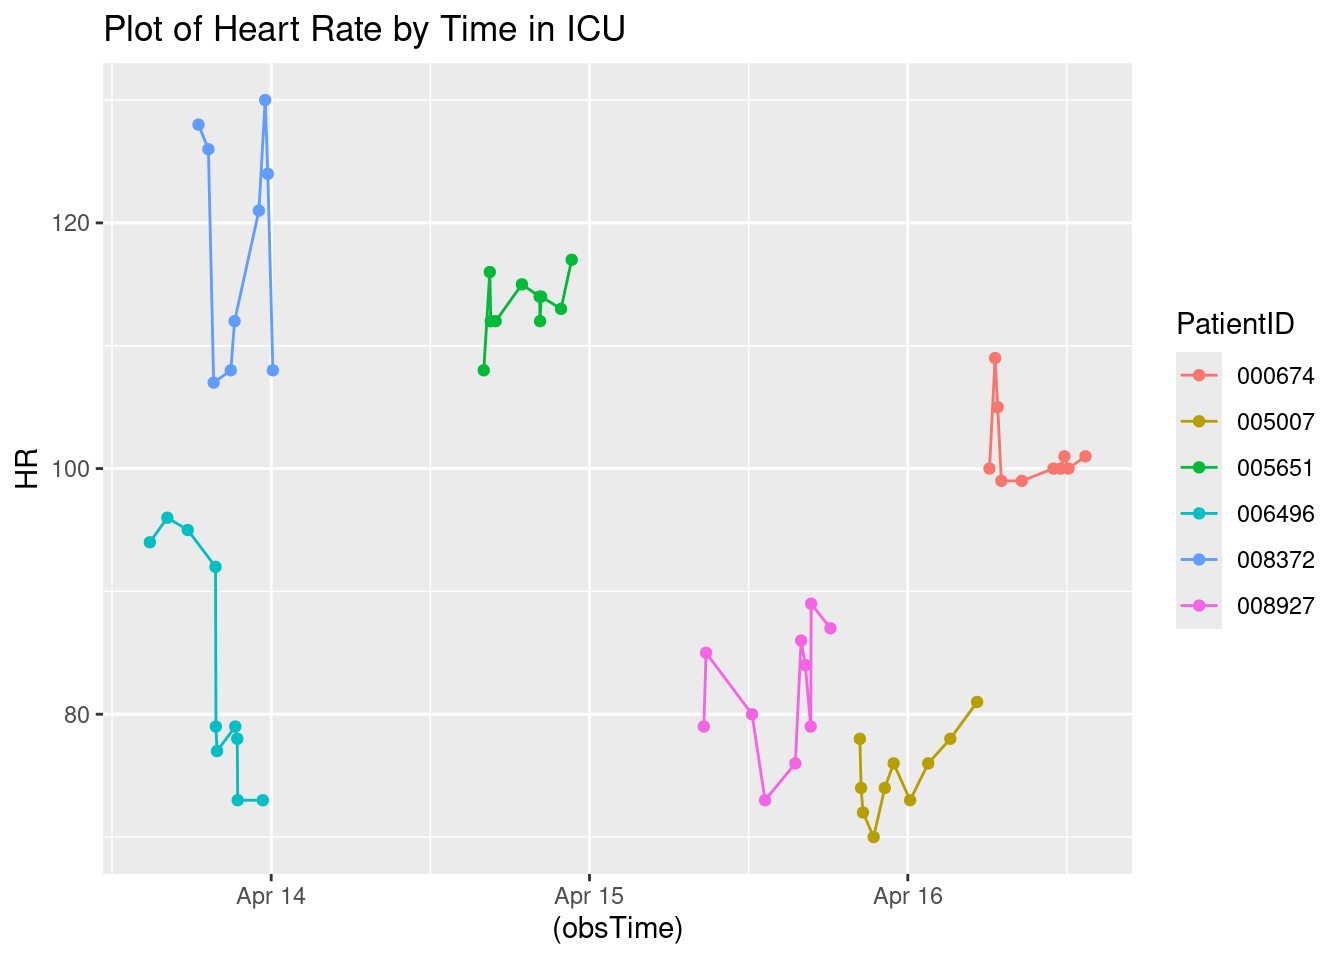 Plot of Heart Rate by Time in ICU
HR
120
100
80
Apr 14
Apr 15
Apr 16
(obsTime)
PatientID
000674
005007
005651
006496
008372
008927